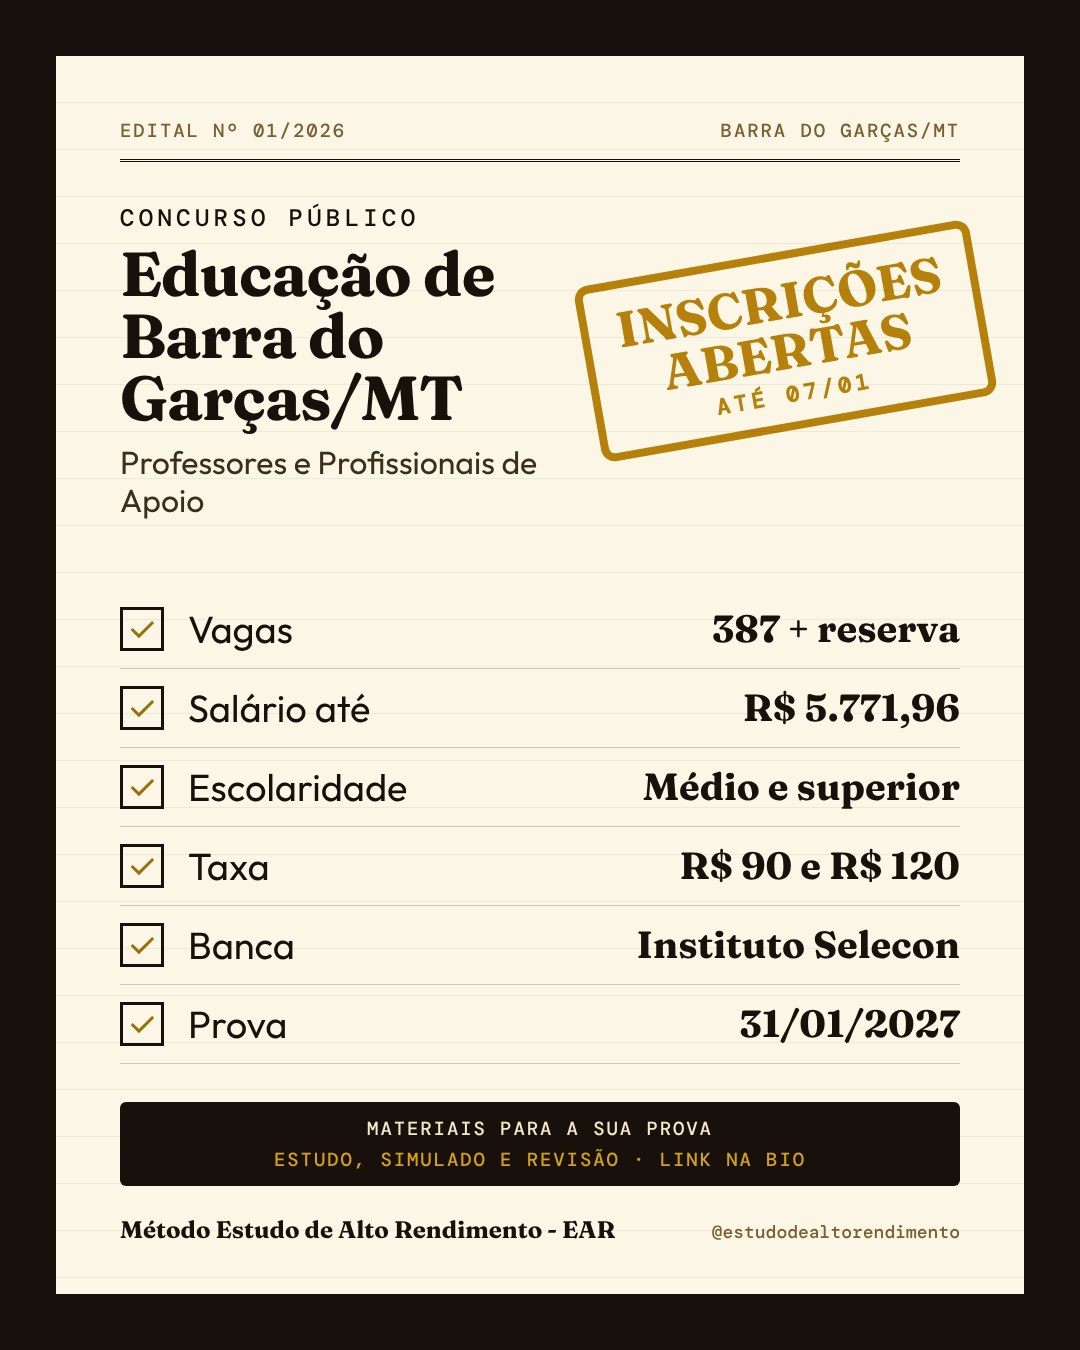 EDITAL Nº 01/2026
BARRA DO GARÇAS/MT
CONCURSO PÚBLICO
Educação de
Barra do
Garças/MT
Professores e Profissionais de
Apoio
INSCRIÇÕES
ABERTAS
ATÉ 07/01
Vagas 387 + reserva
Salário até R$ 5.771,96
Escolaridade Médio e superior
Taxa R$ 90 e R$ 120
Banca Instituto Selecon
Prova 31/01/2027
MATERIAIS PARA A SUA PROVA
ESTUDO, SIMULADO E REVISÃO · LINK NA BIO
Método Estudo de Alto Rendimento - EAR
@estudodealtorendimento